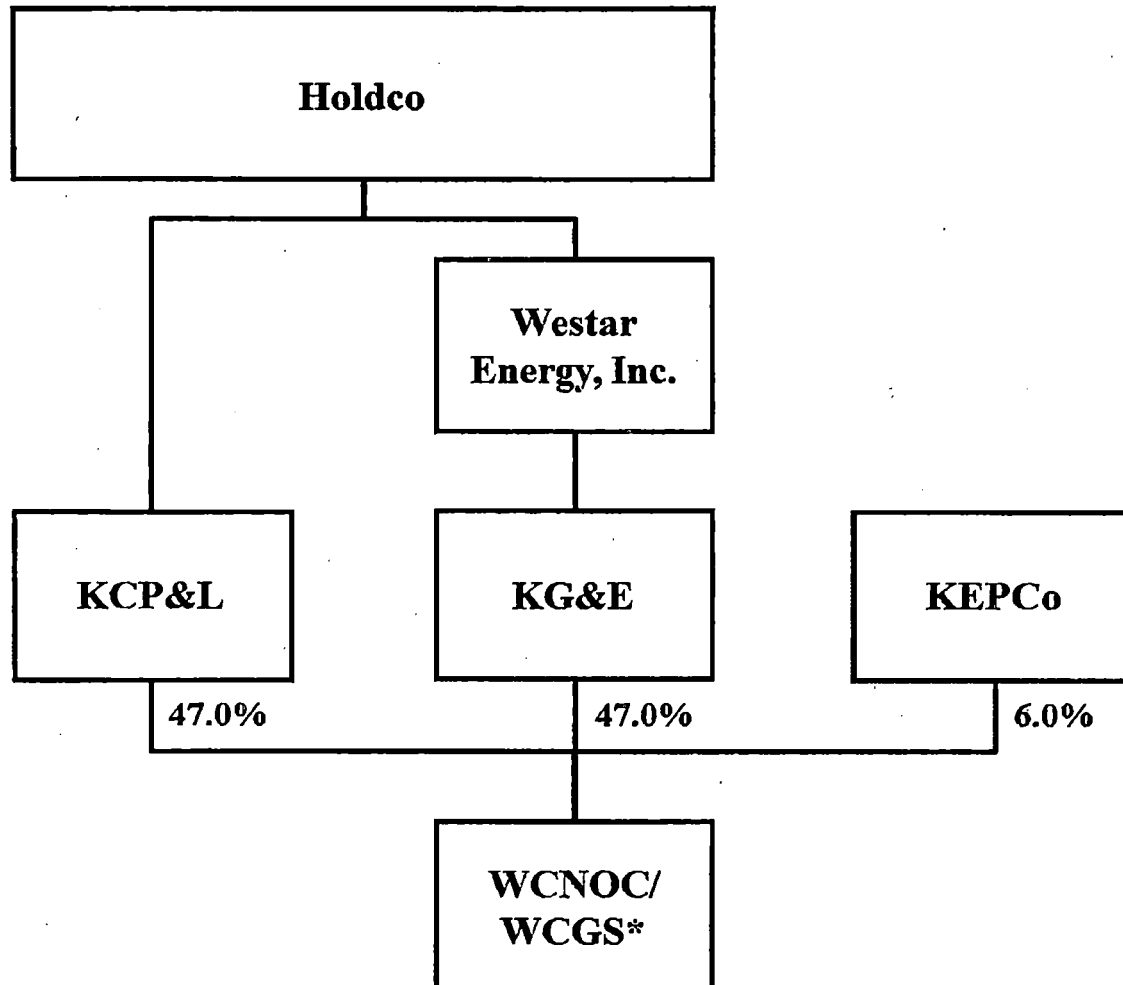 Holdco
Westar
Energy, Inc.
KCP&L
KG&E
KEPCo
47.0%
47.0%
6.0%
WCNOC/
WCGS*